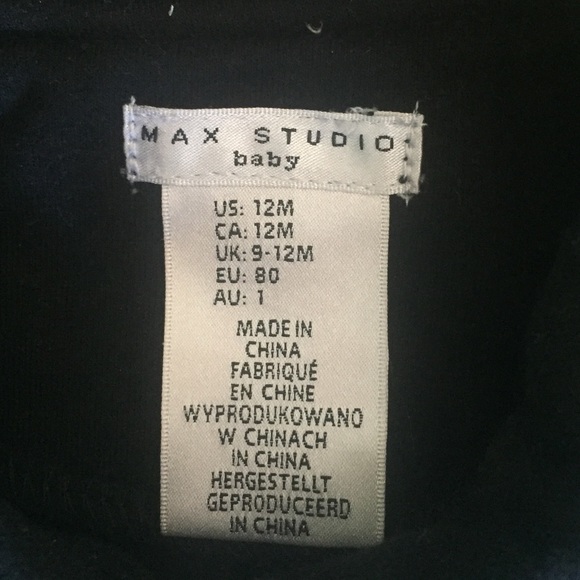 MAX STUDIO
baby
US: 12M
CA: 12M
UK: 9-12M
EU: 80
AU: 1
MADE IN
CHINA
FABRIQUÉ
EN CHINE
WYPRODUKOWANO
W CHINACH
IN CHINA
HERGESTELLT
GEPRODUCEERD
IN CHINA